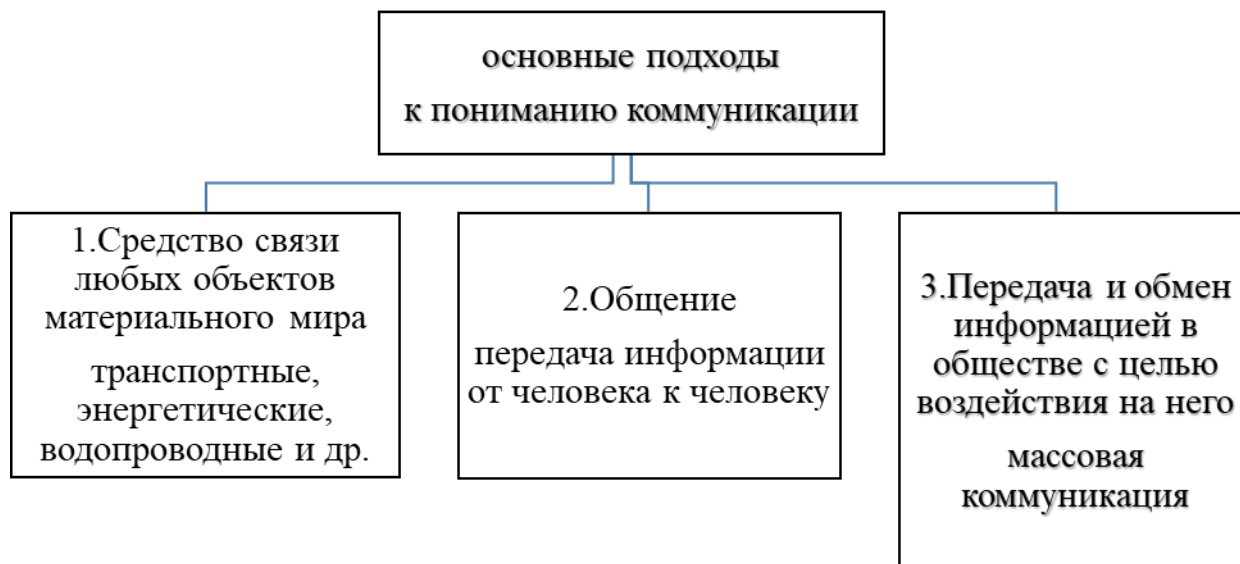 основные подходы
к пониманию коммуникации
1.Средство связи
любых объектов
материального мира
транспортные,
энергетические,
водопроводные и др.
2.Общение
передача информации
от человека к человеку
3.Передача и обмен
информацией в
обществе с целью
воздействия на него
массовая
коммуникация